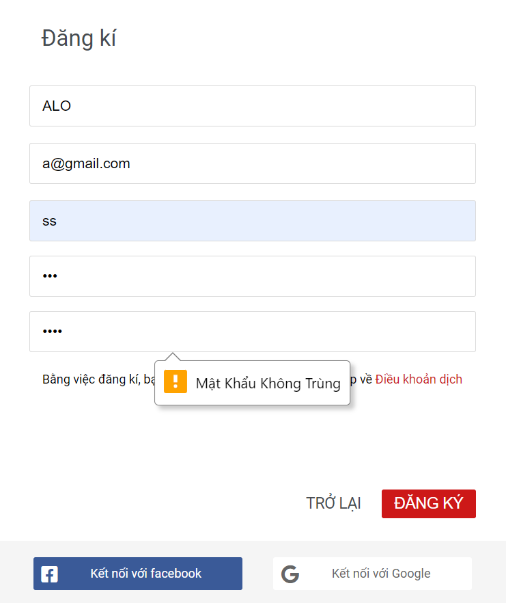 Đăng kí
ALO
a@gmail.com
ss
•••
••••
Bằng việc đăng kí, bạ
p về Điều khoản dịch
Mật Khẩu Không Trùng
TRỞ LẠI
ĐĂNG KÝ
Kết nối với facebook
Kết nối với Google